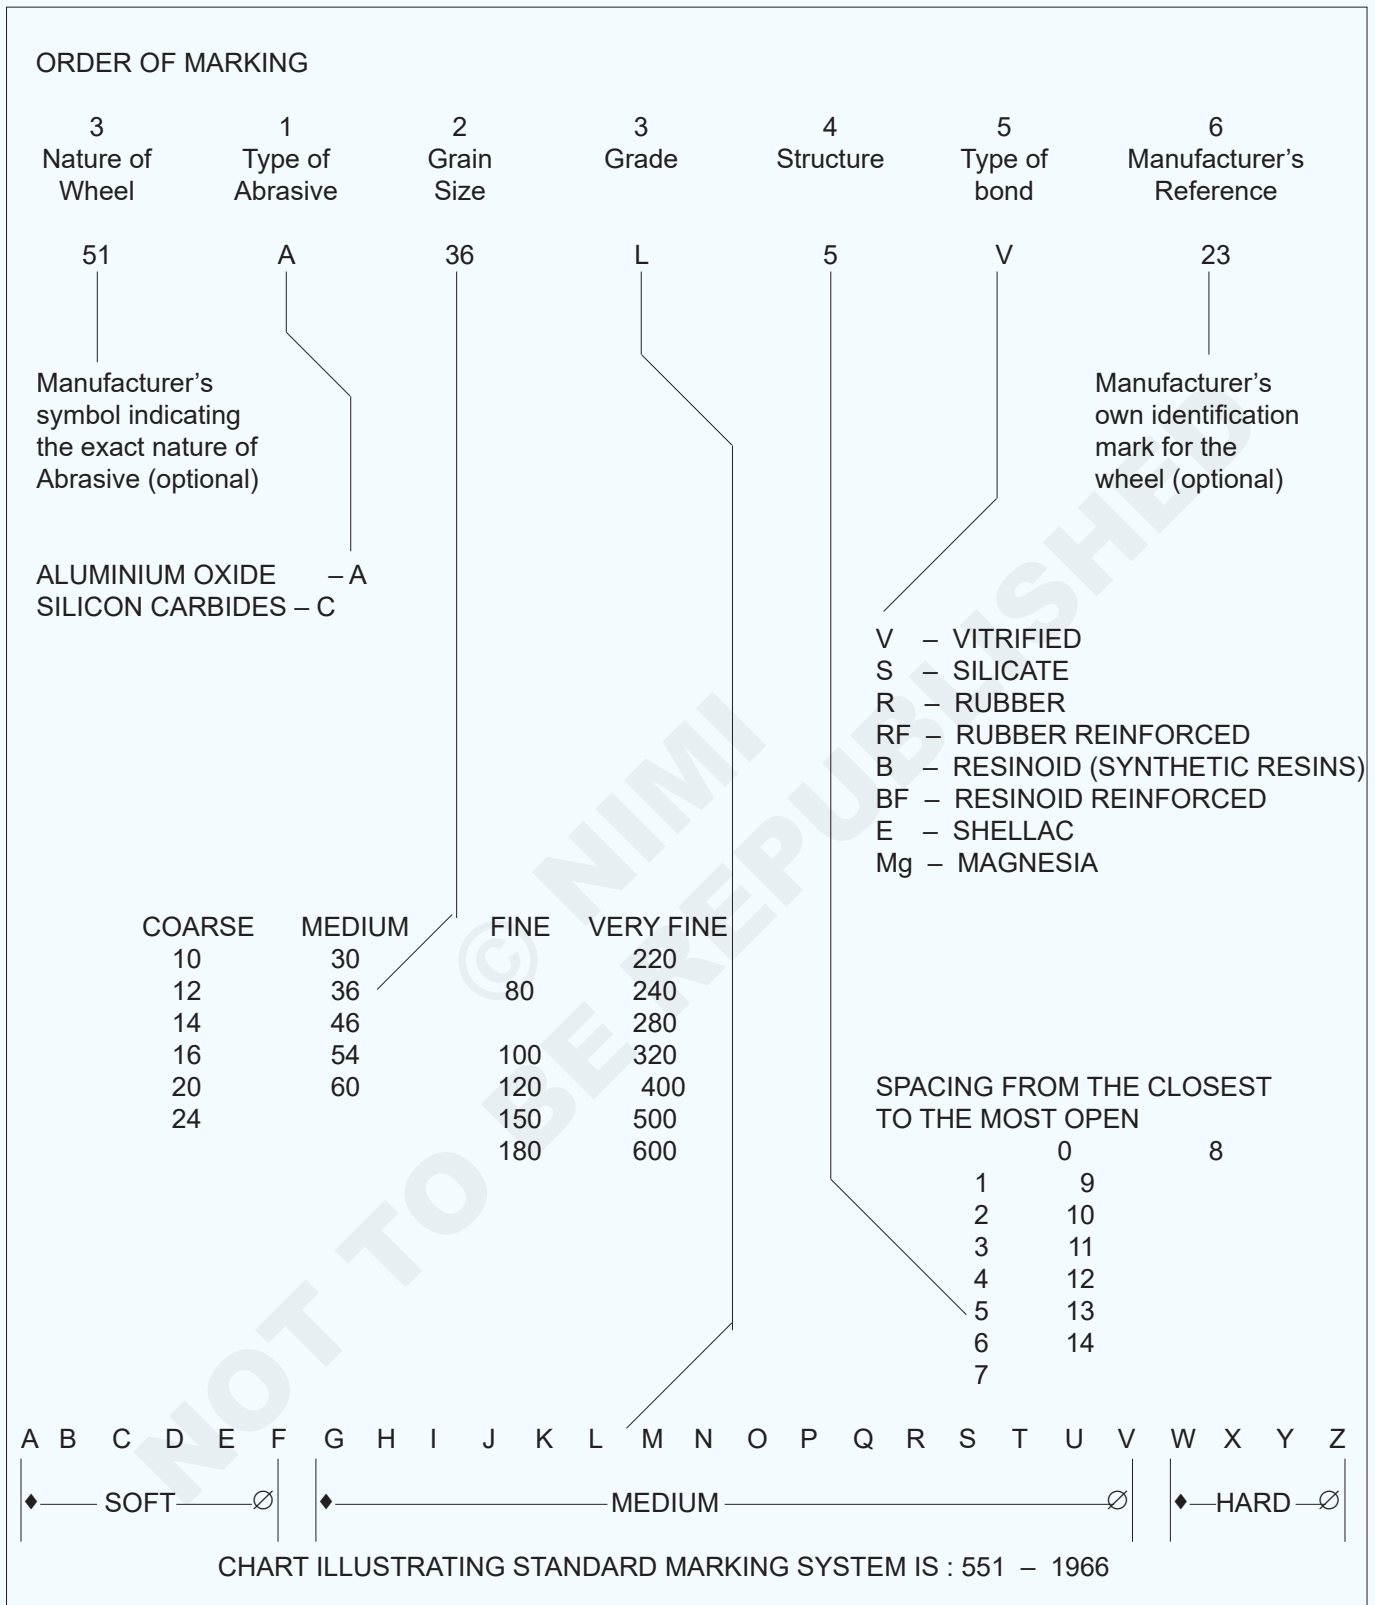 ORDER OF MARKING
3 1 2 3 4 5 6
Nature of Type of Grain Grade Structure Type of Manufacturer’s
Wheel Abrasive Size bond Reference
51 A 36 L 5 V 23
Manufacturer’s
symbol indicating
the exact nature of
Abrasive (optional)
Manufacturer’s
own identification
mark for the
wheel (optional)
ALUMINIUM OXIDE – A
SILICON CARBIDES – C
V – VITRIFIED
S – SILICATE
R – RUBBER
RF – RUBBER REINFORCED
B – RESINOID (SYNTHETIC RESINS)
BF – RESINOID REINFORCED
E – SHELLAC
Mg – MAGNESIA
COARSE MEDIUM FINE VERY FINE
10 30 220
12 36 80 240
14 46 280
16 54 100 320
20 60 120 400
24 150 500
180 600
SPACING FROM THE CLOSEST
TO THE MOST OPEN
0 8
1 9
2 10
3 11
4 12
5 13
6 14
7
A B C D E F G H I J K L M N O P Q R S T U V W X Y Z
SOFT MEDIUM HARD
CHART ILLUSTRATING STANDARD MARKING SYSTEM IS : 551 – 1966
© NIMI
NOT TO BE REPUBLISHED